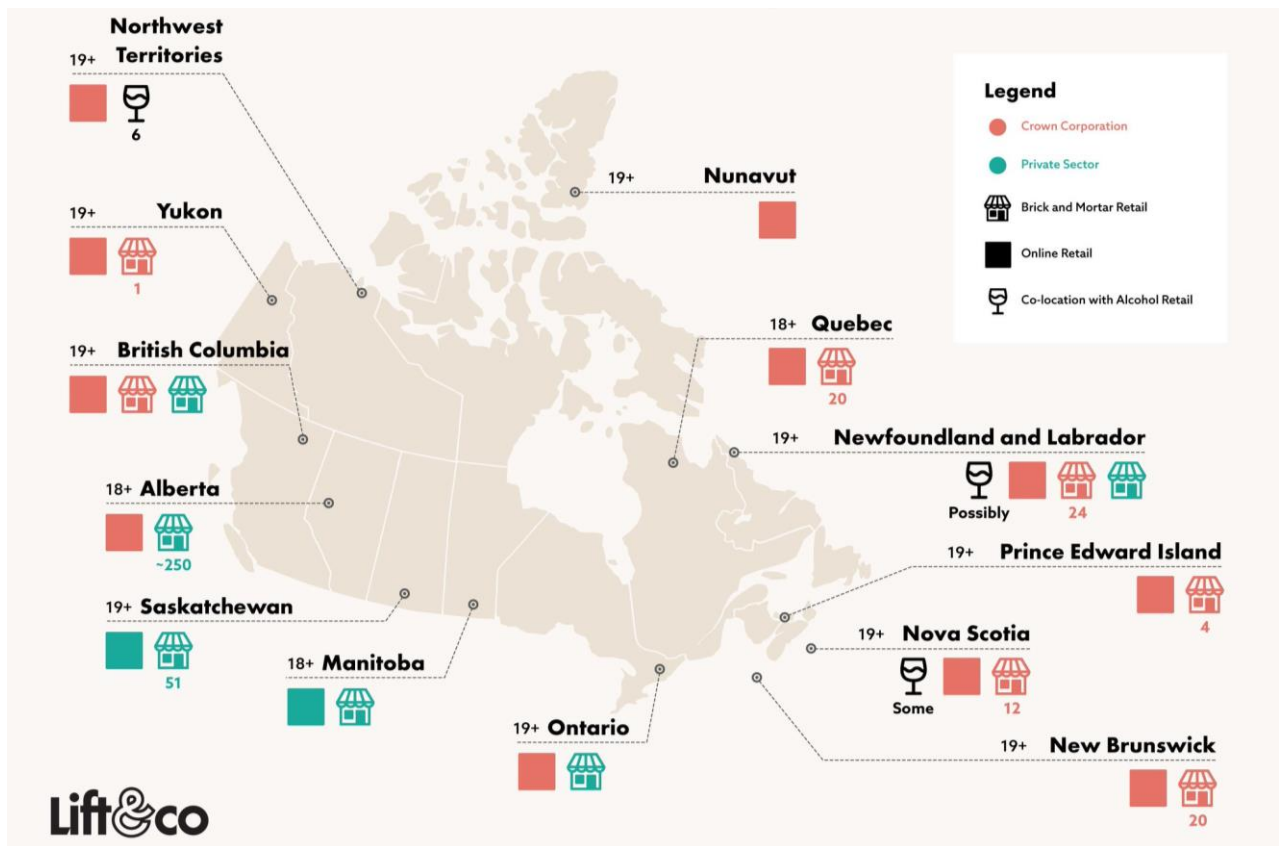 Northwest
19+ Territories
6
19+ Yukon
1
19+ British Columbia
18+ Alberta
~250
19+ Saskatchewan
51
18+ Manitoba
19+ Ontario
19+ Nunavut
18+ Quebec
20
19+ Newfoundland and Labrador
Possibly 24
19+ Prince Edward Island
4
19+ Nova Scotia
Some 12
19+ New Brunswick
20
Legend
Crown Corporation
Private Sector
Brick and Mortar Retail
Online Retail
Co-location with Alcohol Retail
Lift&co